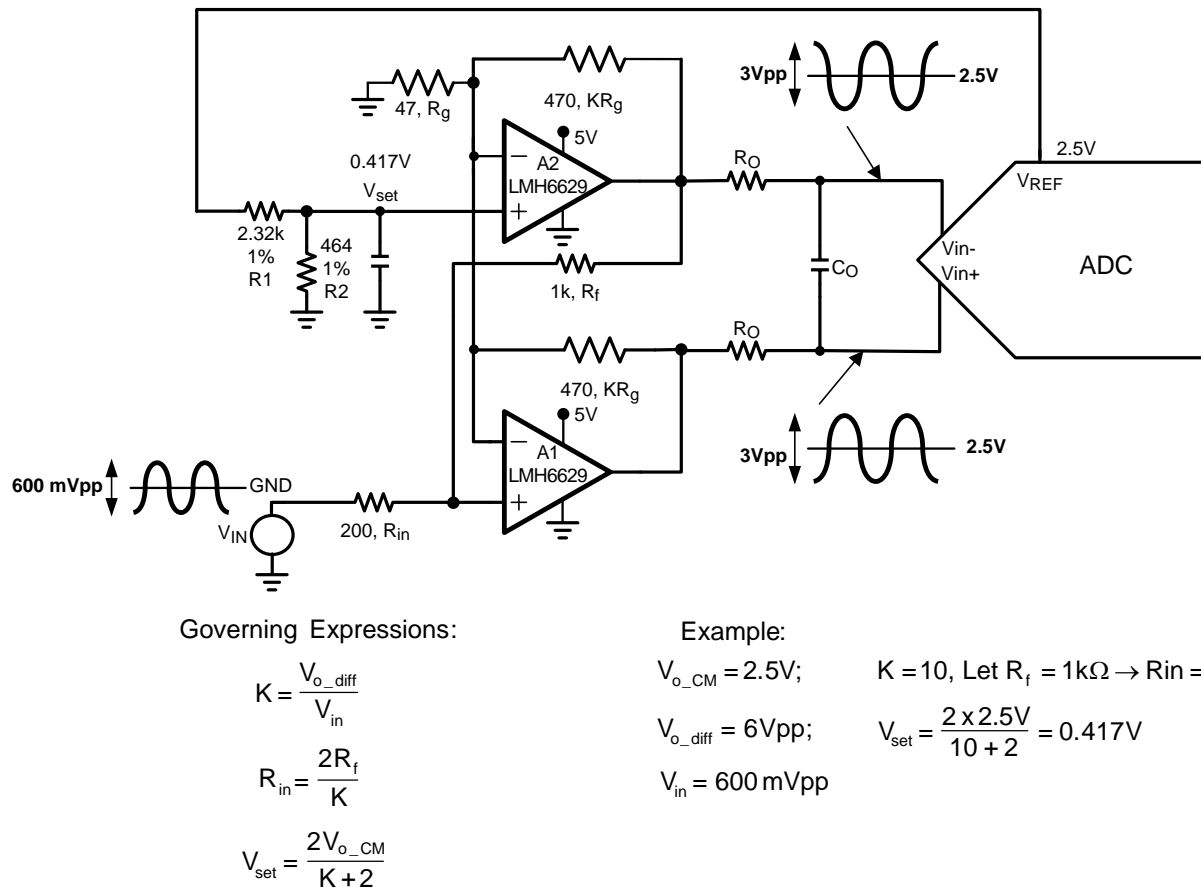 470, KRg
47, Rg
5V
A2
LMH6629
0.417V
Vset
−
+
2.32k
1%
R1
464
1%
R2
1k, Rf
RO
RO
CO
3Vpp
2.5V
2.5V
VREF
Vin-
Vin+
ADC
470, KRg
5V
A1
LMH6629
−
+
3Vpp
2.5V
600 mVpp
GND
VIN
200, Rin
Governing Expressions:
K = Vo_diff / Vin
Rin = 2Rf / K
Vset = 2Vo_CM / K + 2
Example:
Vo_CM = 2.5V;
K = 10, Let Rf = 1kΩ → Rin =
Vo_diff = 6Vpp;
Vset = 2 x 2.5V / 10 + 2 = 0.417V
Vin = 600 mVpp